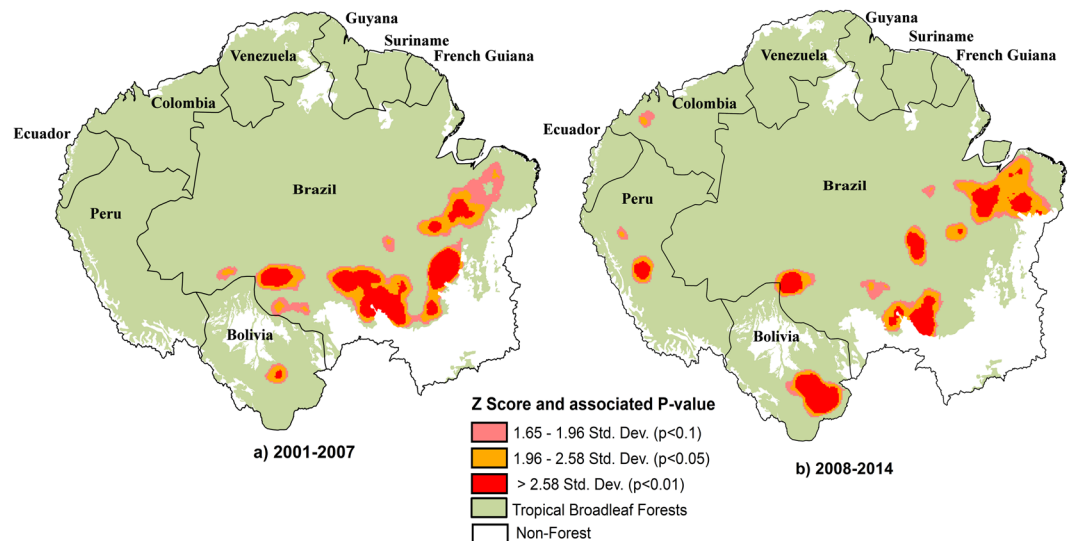 Guyana
Suriname
French Guiana
Venezuela
Colombia
Ecuador
Peru
Brazil
Bolivia
a) 2001-2007
Guyana
Suriname
French Guiana
Venezuela
Colombia
Ecuador
Peru
Brazil
Bolivia
b) 2008-2014
Z Score and associated P-value
1.65 - 1.96 Std. Dev. (p<0.1)
1.96 - 2.58 Std. Dev. (p<0.05)
> 2.58 Std. Dev. (p<0.01)
Tropical Broadleaf Forests
Non-Forest